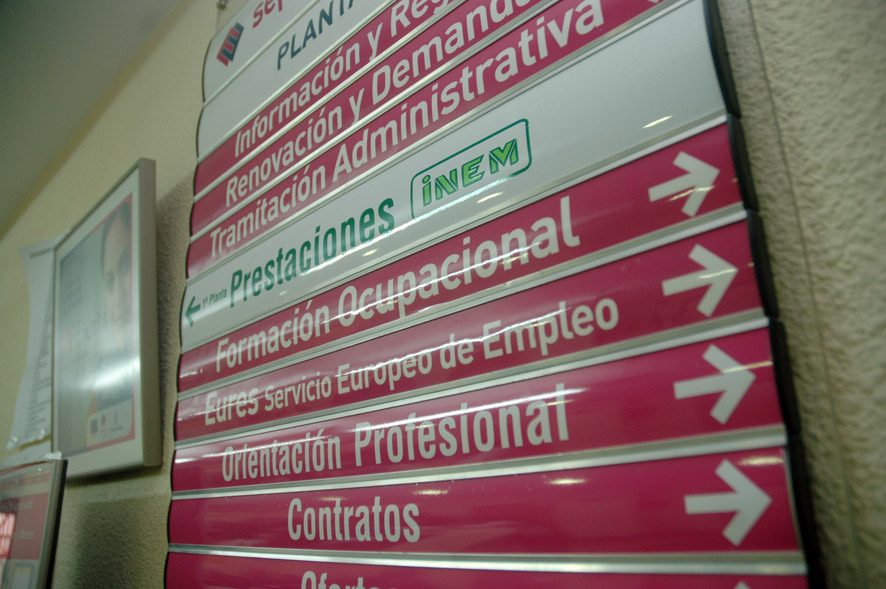 PLANTA
Información y
Renovación y Demanda
Tramitación Administrativa
1ª Planta Prestaciones INEM
Formación Ocupacional
Eures Servicio Europeo de Empleo
Orientación Profesional
Contratos